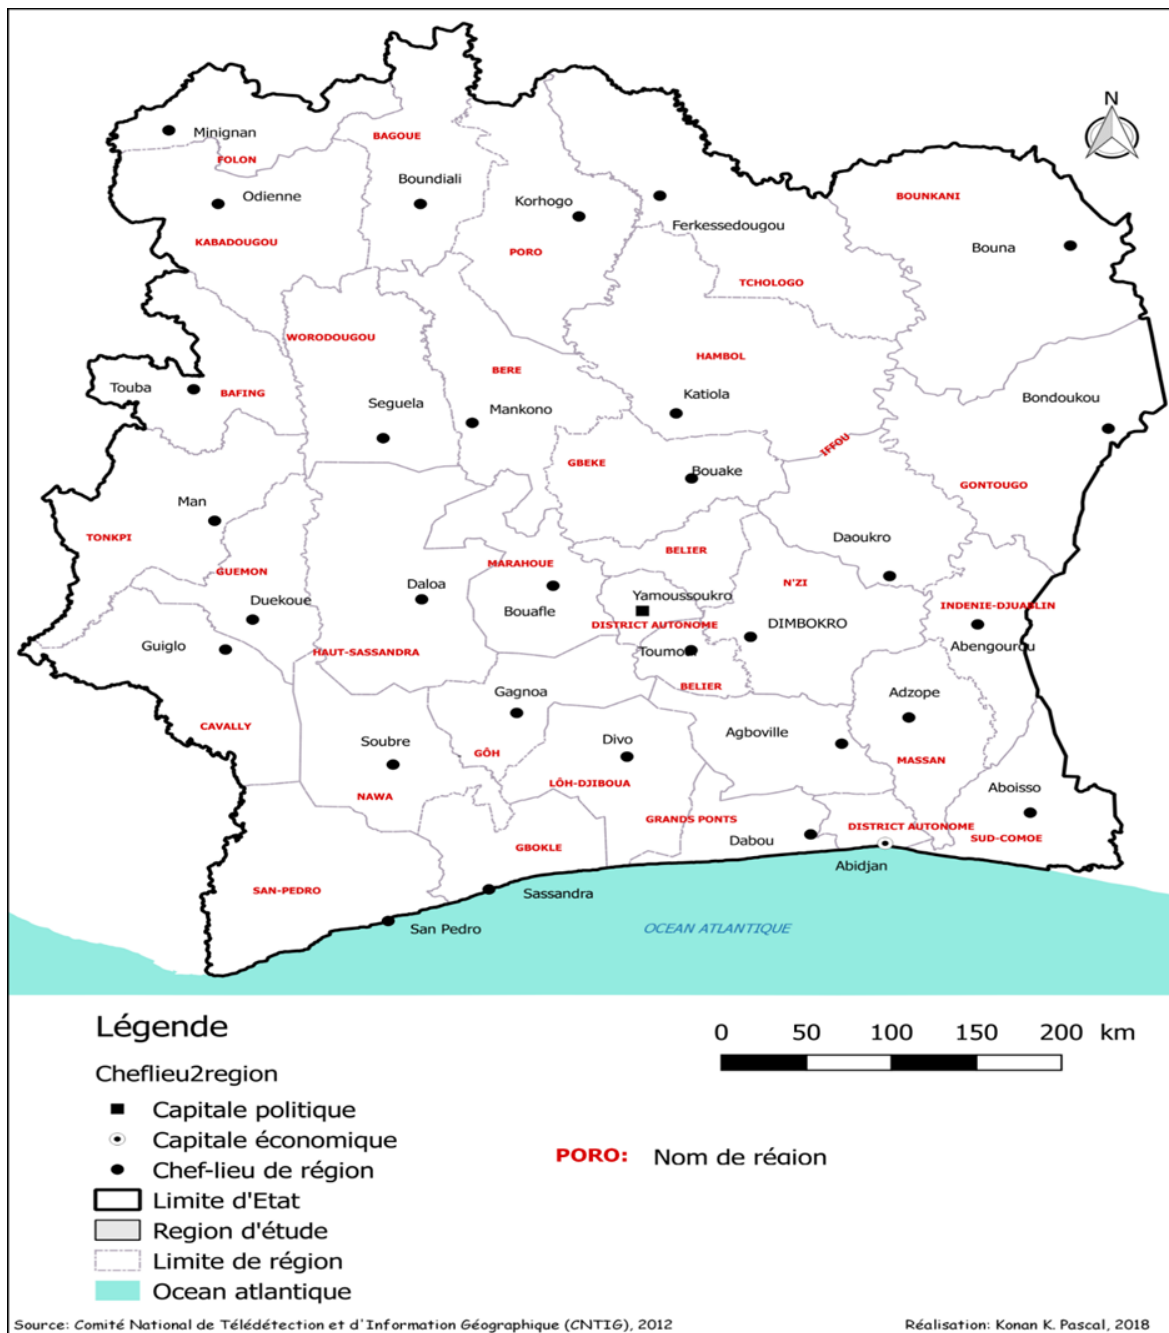 N
Minignan
BAGOUE
FOLON
Boundiali
BOUNKANI
Odienne
Korhogo
Ferkessedougou
KABADOUGOU
PORO
Bouna
TCHOLOGO
WORODOUGOU
HAMBOL
BERE
Touba
BAFING
Katiola
Bondoukou
Seguela
Mankono
IFFOU
GBEKE
Bouake
GONTOUGO
Man
TONKPI
Daoukro
BELIER
MARAHOUE
GUEMON
Daloa
N'ZI
Yamoussoukro
INDENIE-DJUABLIN
Duekoue
Bouafle
DISTRICT AUTONOME
DIMBOKRO
Guiglo
HAUT-SASSANDRA
Toumodi
Abengourou
BELIER
Gagnoa
Adzope
CAVALLY
Soubre
Divo
Agboville
GÔH
MASSAN
NAWA
LÔH-DJIBOUA
Aboisso
GRANDS PONTS
DISTRICT AUTONOME
Dabou
SUD-COMOE
GBOKLE
Abidjan
SAN-PEDRO
Sassandra
San Pedro
OCEAN ATLANTIQUE
Légende
0 50 100 150 200 km
Cheflieu2region
Capitale politique
Capitale économique
Chef-lieu de région
PORO: Nom de région
Limite d'Etat
Region d'étude
Limite de région
Ocean atlantique
Source: Comité National de Télédétection et d'Information Géographique (CNTIG), 2012
Réalisation: Konan K. Pascal, 2018